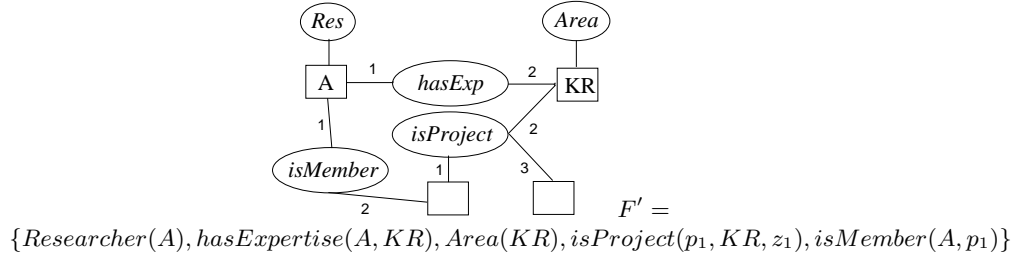 Res Area
A 1 hasExp 2 KR
1 isProject 2
isMember 1 3
2
F′ =
{Researcher(A), hasExpertise(A, KR), Area(KR), isProject(p₁, KR, z₁), isMember(A, p₁)}